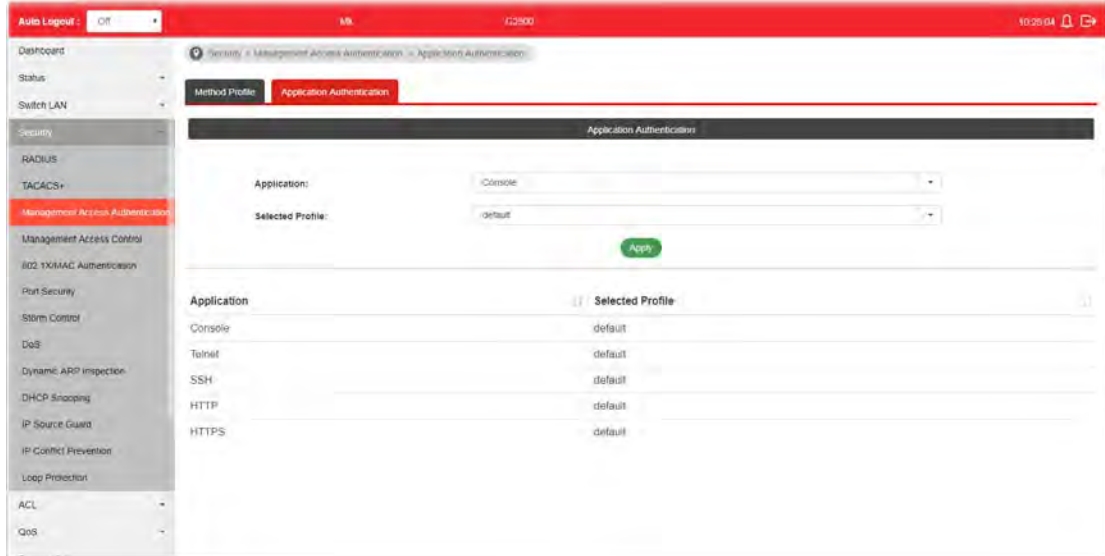 Auto Logout : Off
G2500
10:25:04
Dashboard
Security > Management Access Authentication > Application Authentication
Status
Switch LAN
Method Profile Application Authentication
Security
Application Authentication
RADIUS
TACACS+
Management Access Authentication
Management Access Control
802.1X/MAC Authentication
Port Security
Storm Control
DoS
Dynamic ARP Inspection
DHCP Snooping
IP Source Guard
IP Conflict Prevention
Loop Protection
ACL
QoS
Application: Console
Selected Profile: default
Apply
Application Selected Profile
Console default
Telnet default
SSH default
HTTP default
HTTPS default